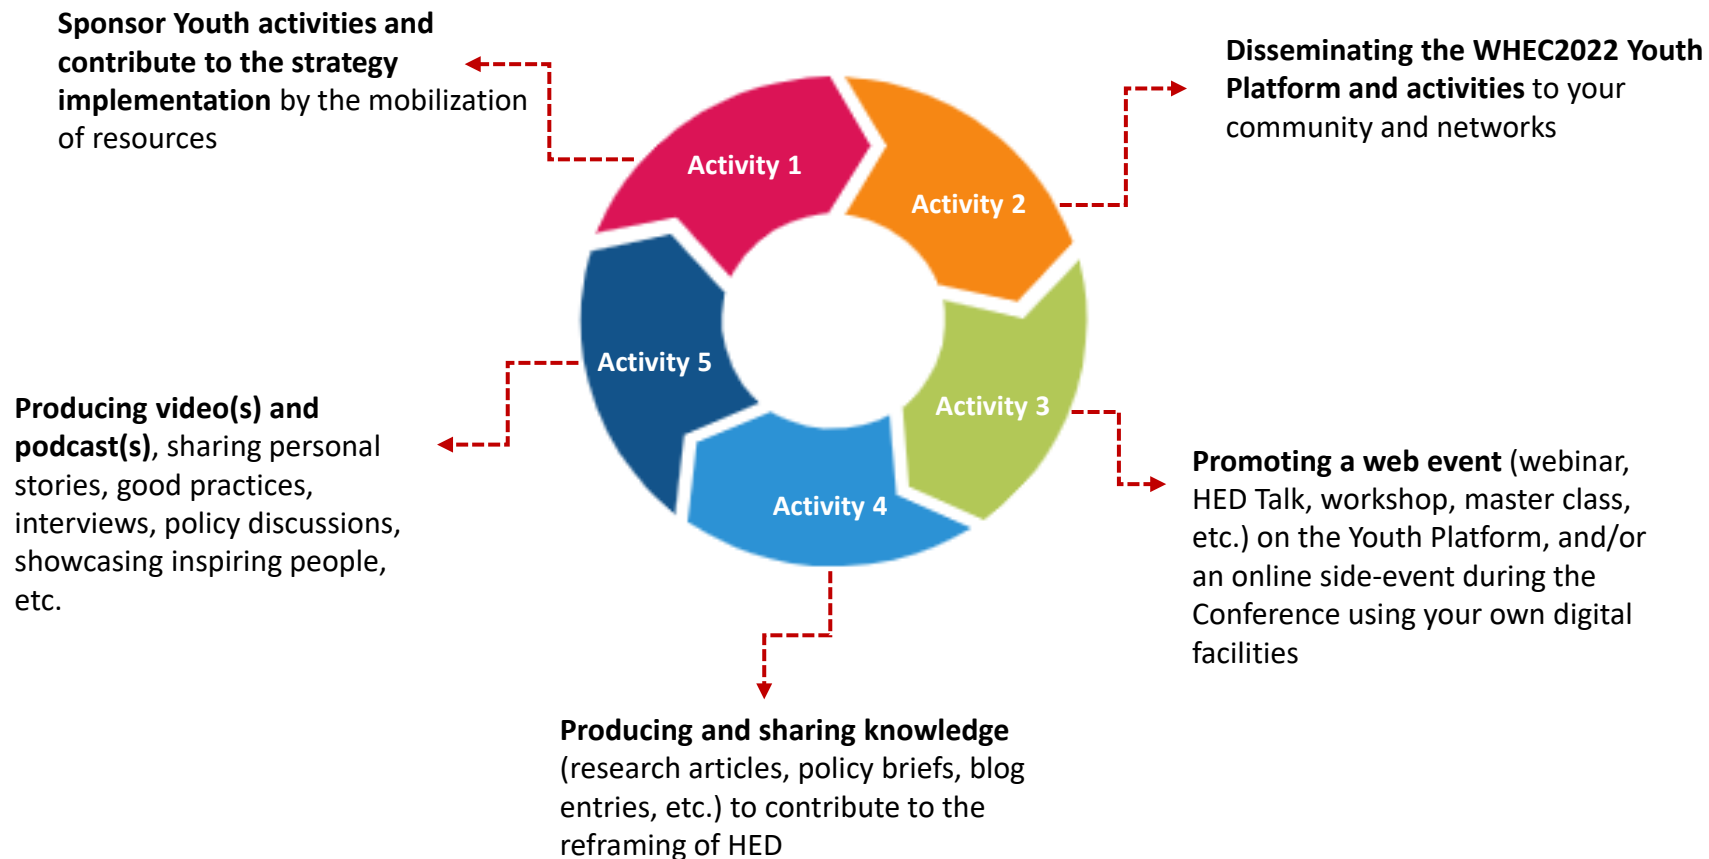 Sponsor Youth activities and
contribute to the strategy
implementation by the mobilization
of resources
Disseminating the WHEC2022 Youth
Platform and activities to your
community and networks
Activity 1
Activity 2
Activity 3
Activity 4
Activity 5
Producing video(s) and
podcast(s), sharing personal
stories, good practices,
interviews, policy discussions,
showcasing inspiring people,
etc.
Promoting a web event (webinar,
HED Talk, workshop, master class,
etc.) on the Youth Platform, and/or
an online side-event during the
Conference using your own digital
facilities
Producing and sharing knowledge
(research articles, policy briefs, blog
entries, etc.) to contribute to the
reframing of HED